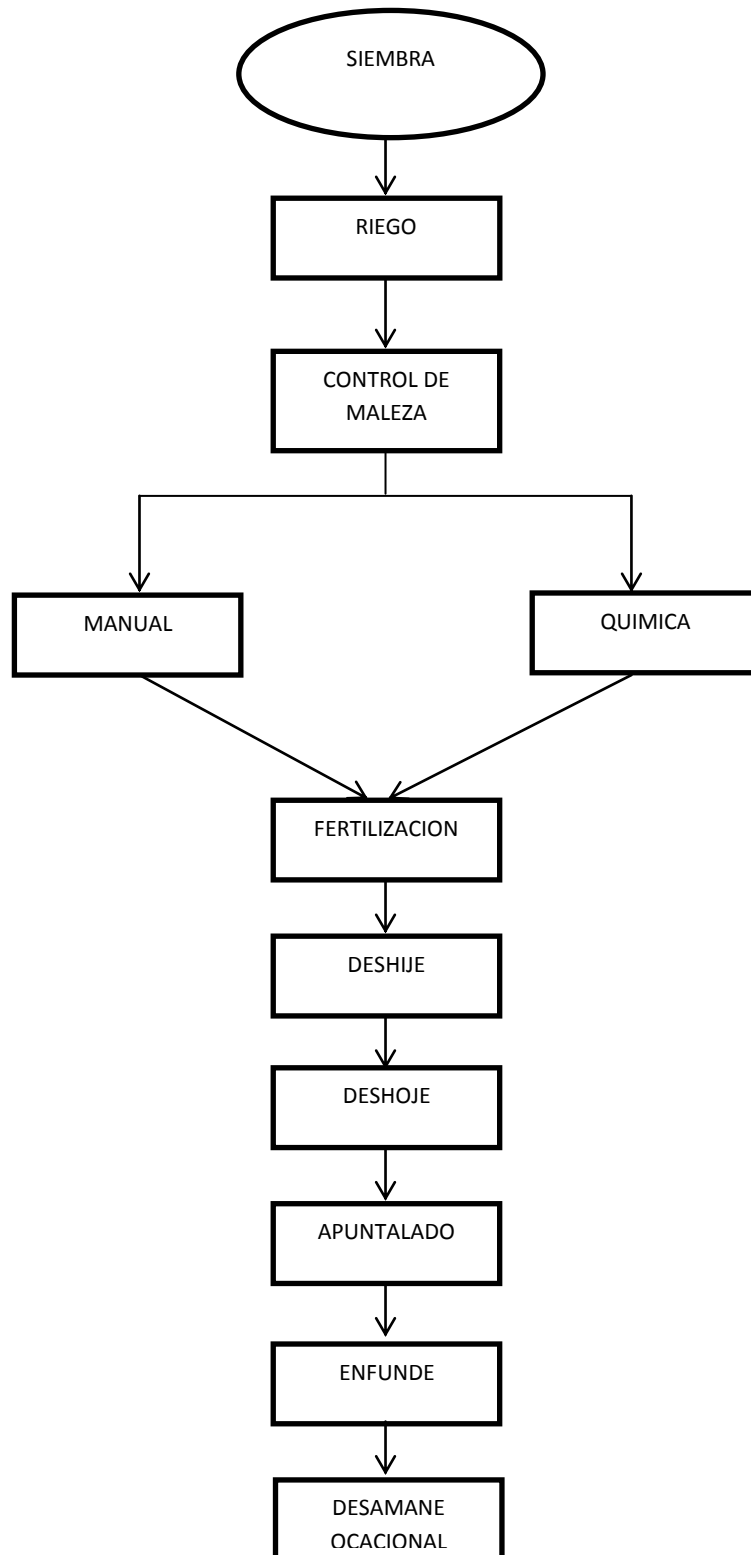 SIEMBRA
RIEGO
CONTROL DE
MALEZA
MANUAL
QUIMICA
FERTILIZACION
DESHIJE
DESHOJE
APUNTALADO
ENFUNDE
DESAMANE
OCACIONAL